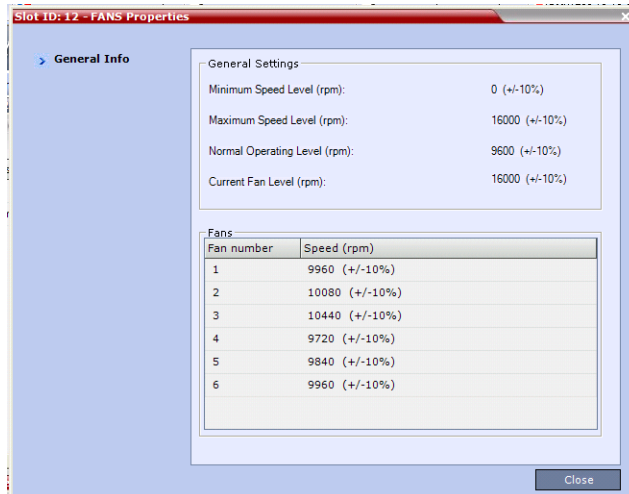 Slot ID: 12 - FANS Properties
General Info
General Settings
Minimum Speed Level (rpm): 0 (+/-10%)
Maximum Speed Level (rpm): 16000 (+/-10%)
Normal Operating Level (rpm): 9600 (+/-10%)
Current Fan Level (rpm): 16000 (+/-10%)
Fans
Fan number Speed (rpm)
1 9960 (+/-10%)
2 10080 (+/-10%)
3 10440 (+/-10%)
4 9720 (+/-10%)
5 9840 (+/-10%)
6 9960 (+/-10%)
Close